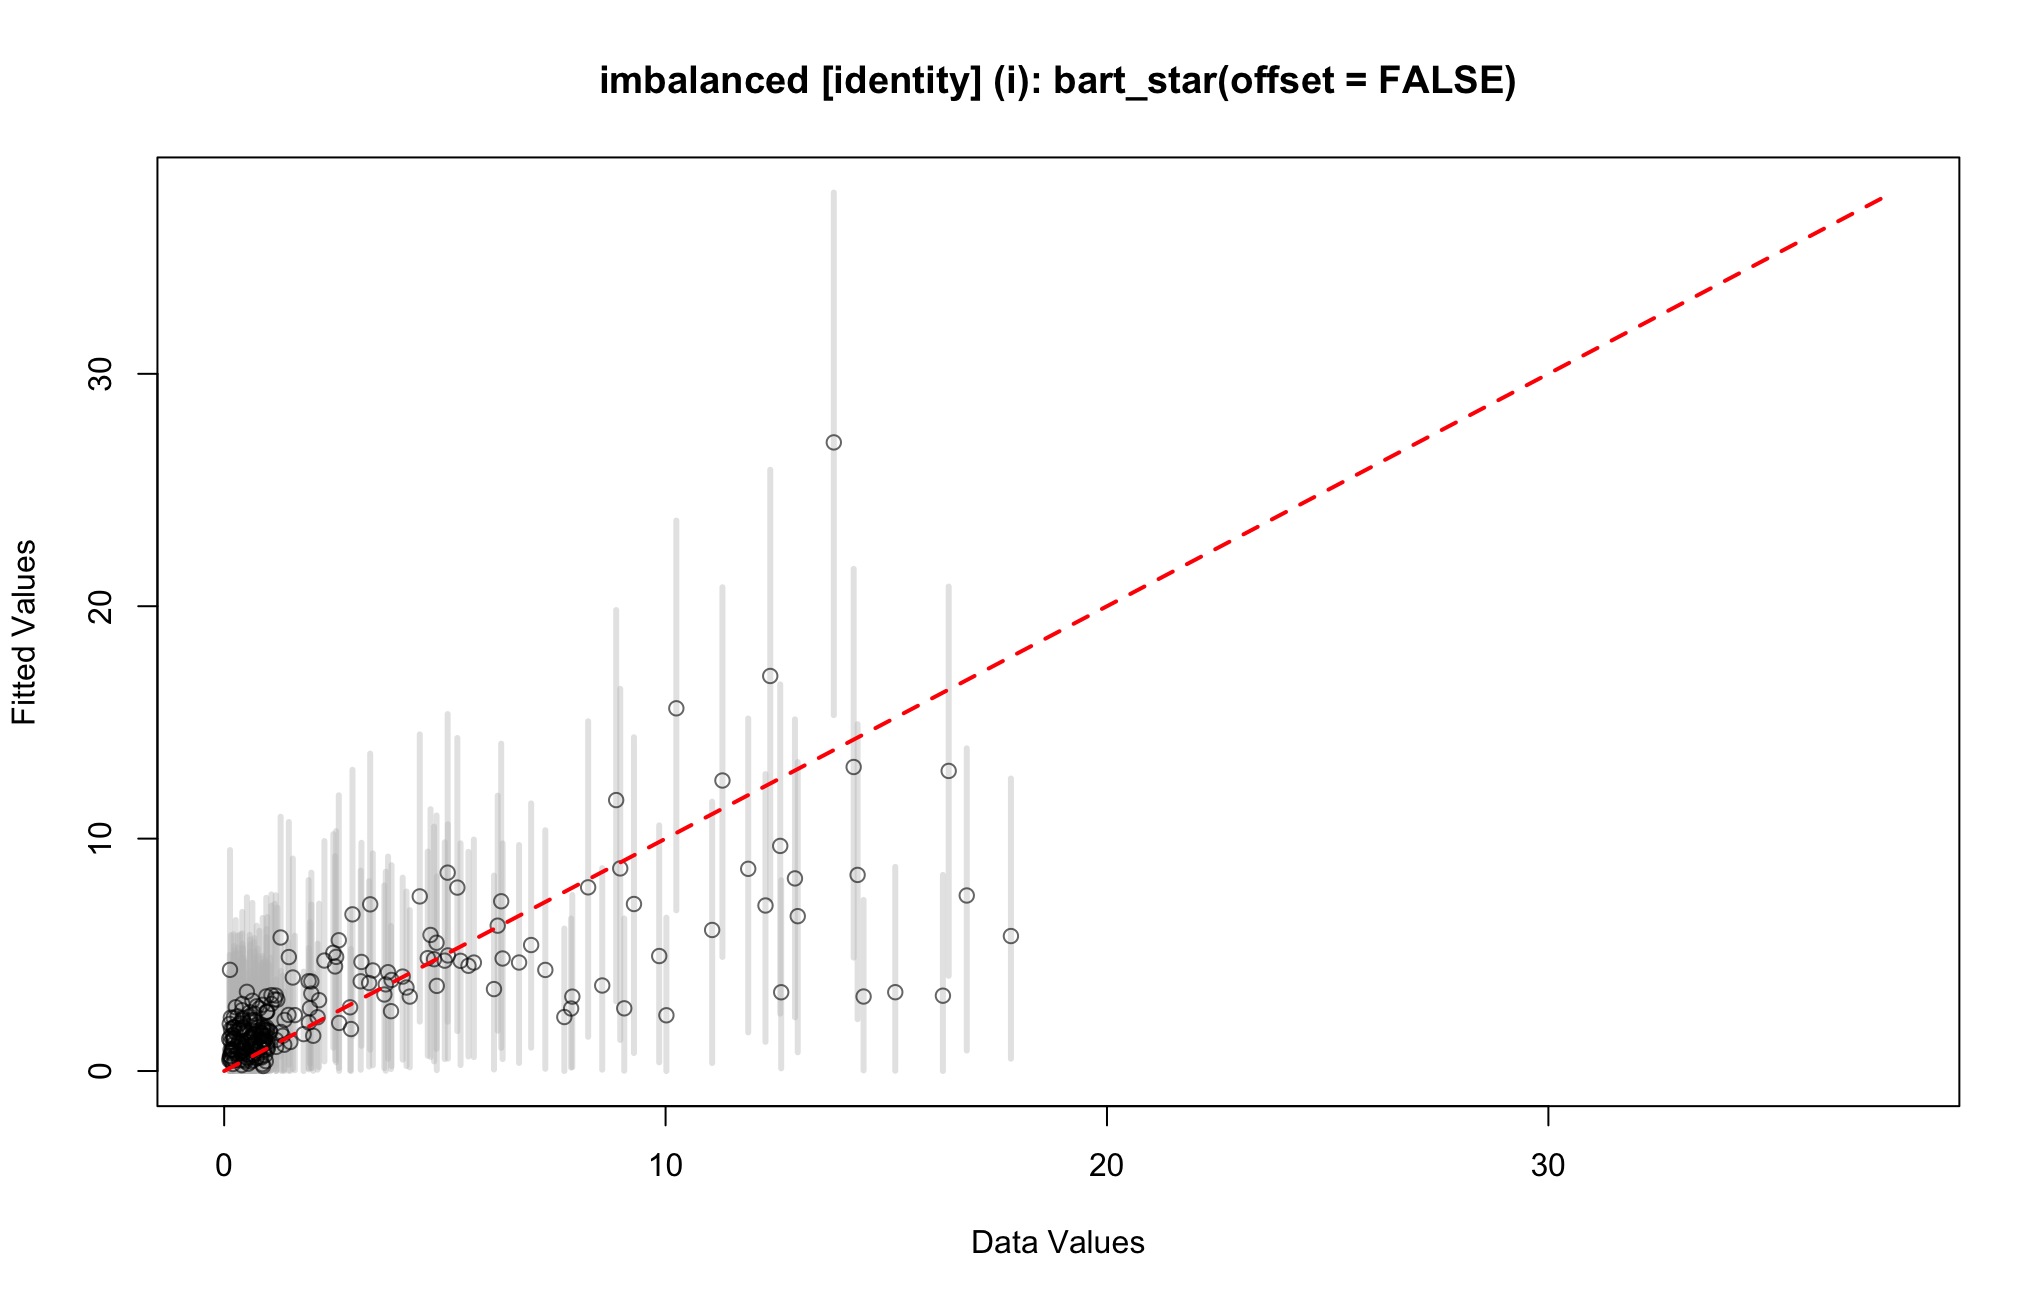 imbalanced [identity] (i): bart_star(offset = FALSE)
Fitted Values
30
20
10
0
0 10 20 30
Data Values